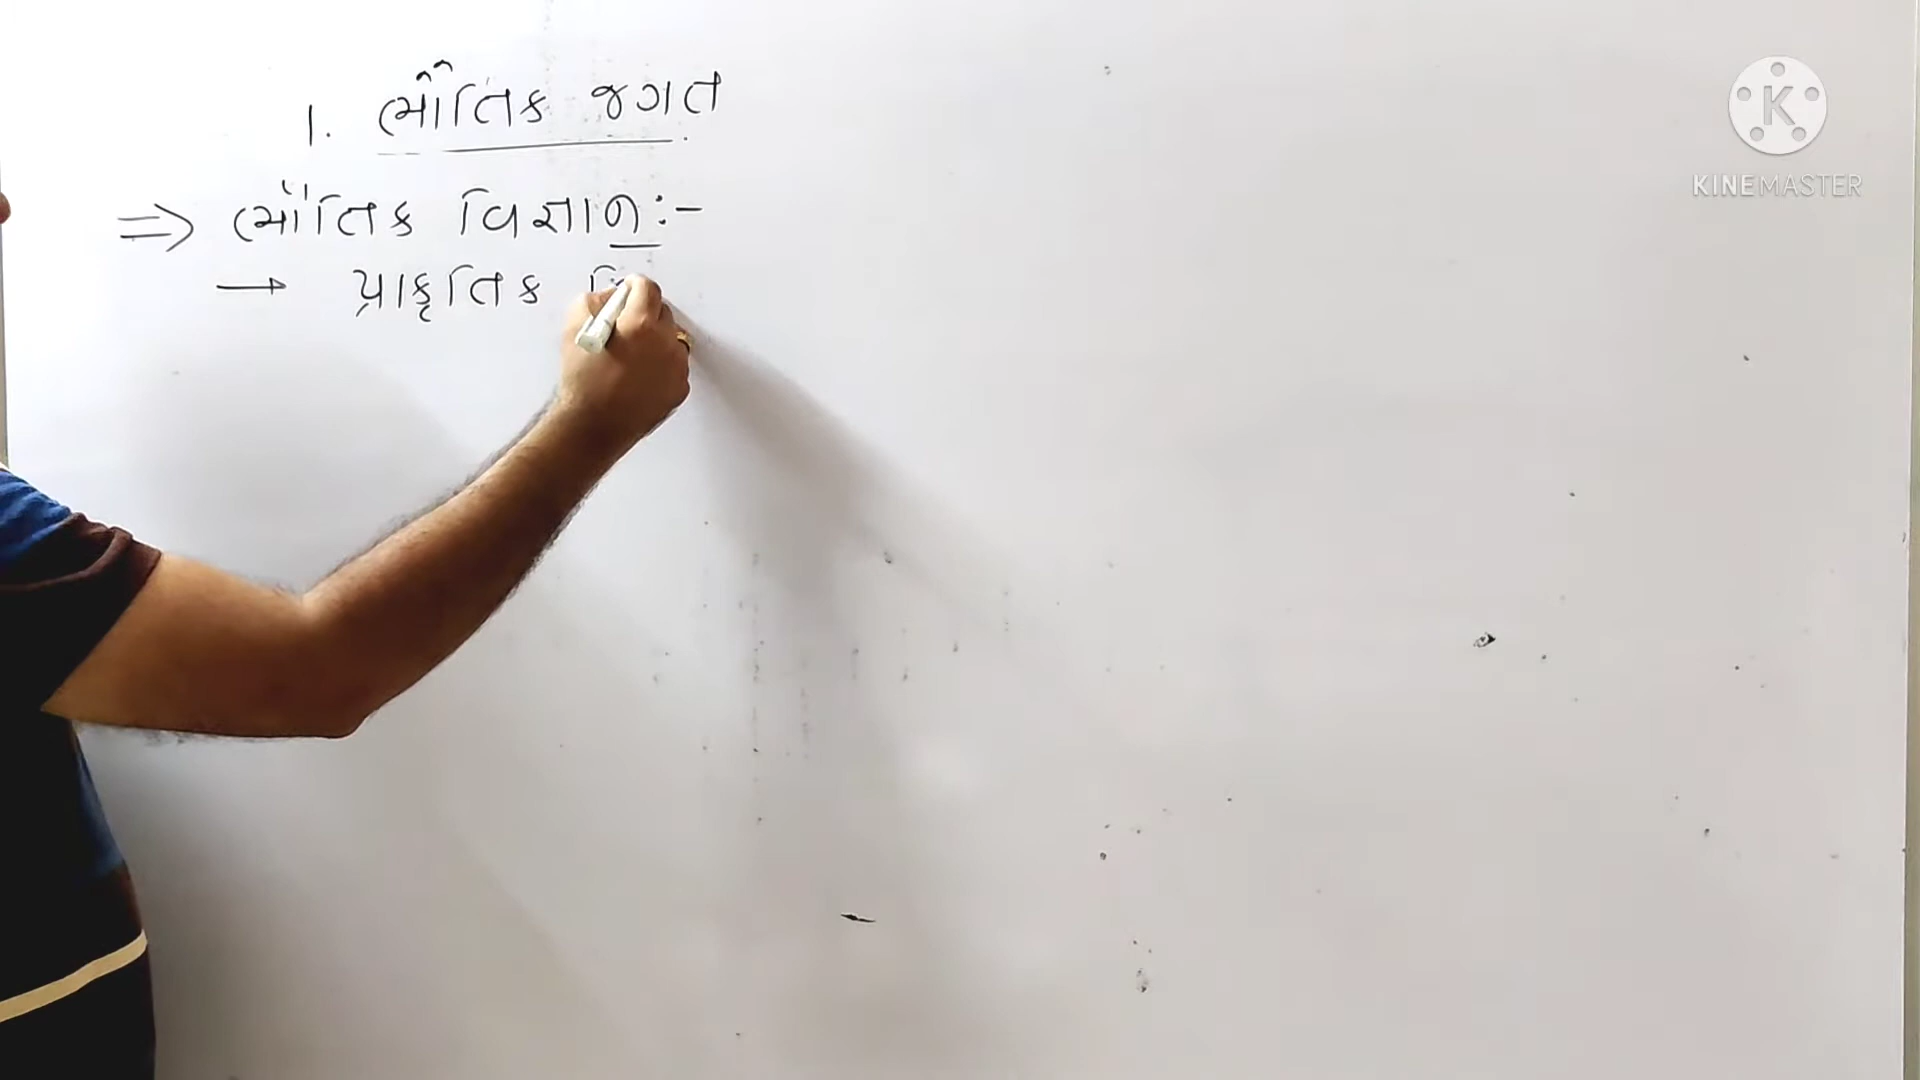 1. ભૌતિક જગત
⇒ ભૌતિક વિજ્ઞાન :-
→ પ્રાકૃતિક
K
KINEMASTER